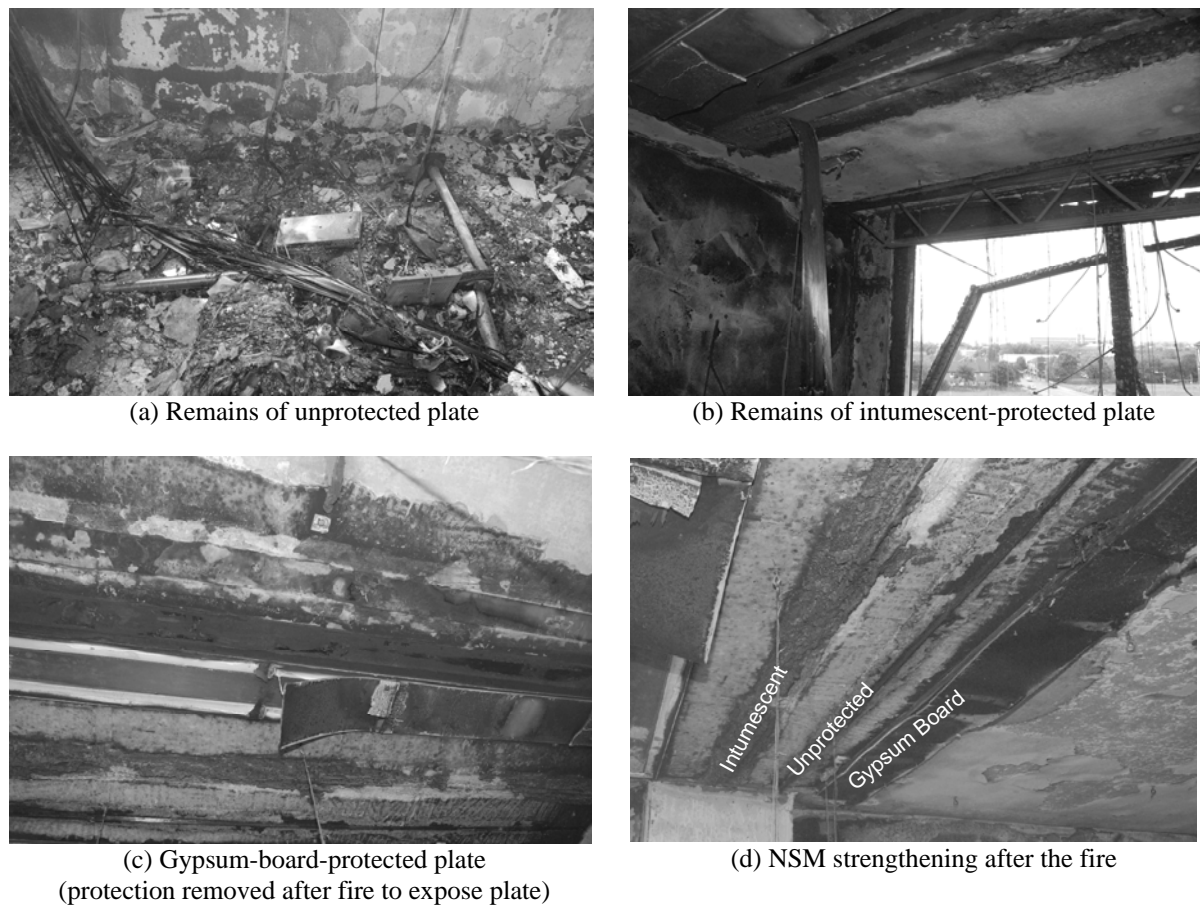 (a) Remains of unprotected plate
(b) Remains of intumescent-protected plate
(c) Gypsum-board-protected plate
(protection removed after fire to expose plate)
Intumescent
Unprotected
Gypsum Board
(d) NSM strengthening after the fire